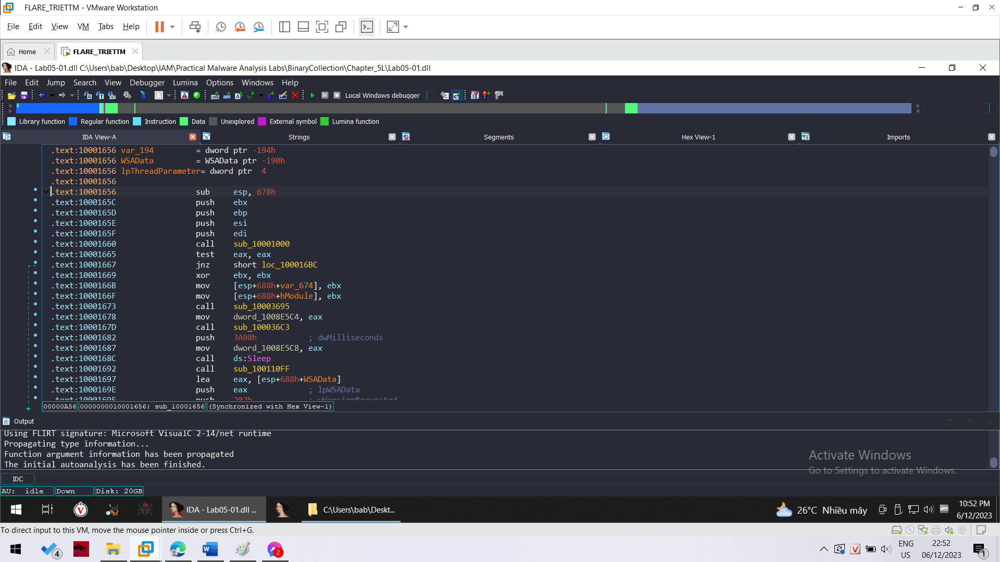 FLARE_TRIETTM - VMware Workstation
File Edit View VM Tabs Help
Home
FLARE_TRIETTM
IDA - Lab05-01.dll C:\Users\bab\Desktop\IAM\Practical Malware Analysis Labs\BinaryCollection\Chapter_5L\Lab05-01.dll
File Edit Jump Search View Debugger Lumina Options Windows Help
Local Windows debugger
Library function Regular function Instruction Data Unexplored External symbol Lumina function
IDA View-A Strings Segments Hex View-1 Imports
.text:10001656 var_194 = dword ptr -194h
.text:10001656 WSAData = WSAData ptr -190h
.text:10001656 lpThreadParameter= dword ptr 4
.text:10001656
.text:10001656 sub esp, 678h
.text:1000165C push ebx
.text:1000165D push ebp
.text:1000165E push esi
.text:1000165F push edi
.text:10001660 call sub_10001000
.text:10001665 test eax, eax
.text:10001667 jnz short loc_100016BC
.text:10001669 xor ebx, ebx
.text:1000166B mov [esp+688h+var_674], ebx
.text:1000166F mov [esp+688h+hModule], ebx
.text:10001673 call sub_10003695
.text:10001678 mov dword_1008E5C4, eax
.text:1000167D call sub_100036C3
.text:10001682 push 3A98h ; dwMilliseconds
.text:10001687 mov dword_1008E5C8, eax
.text:1000168C call ds:Sleep
.text:10001692 call sub_100110FF
.text:10001697 lea eax, [esp+688h+WSAData]
.text:1000169E push eax ; lpWSAData
.text:1000169F push 202h ; wVersionRequested
00000A56 0000000010001656: sub_10001656 (Synchronized with Hex View-1)
Output
Using FLIRT signature: Microsoft VisualC 2-14/net runtime
Propagating type information...
Function argument information has been propagated
The initial autoanalysis has been finished.
Activate Windows
Go to Settings to activate Windows.
IDC
AU: idle Down Disk: 20GB
IDA - Lab05-01.dll ... C:\Users\bab\Deskt... 26°C Nhiều mây 10:52 PM
6/12/2023
To direct input to this VM, move the mouse pointer inside or press Ctrl+G.
4 2 ENG 22:52
US 06/12/2023 1